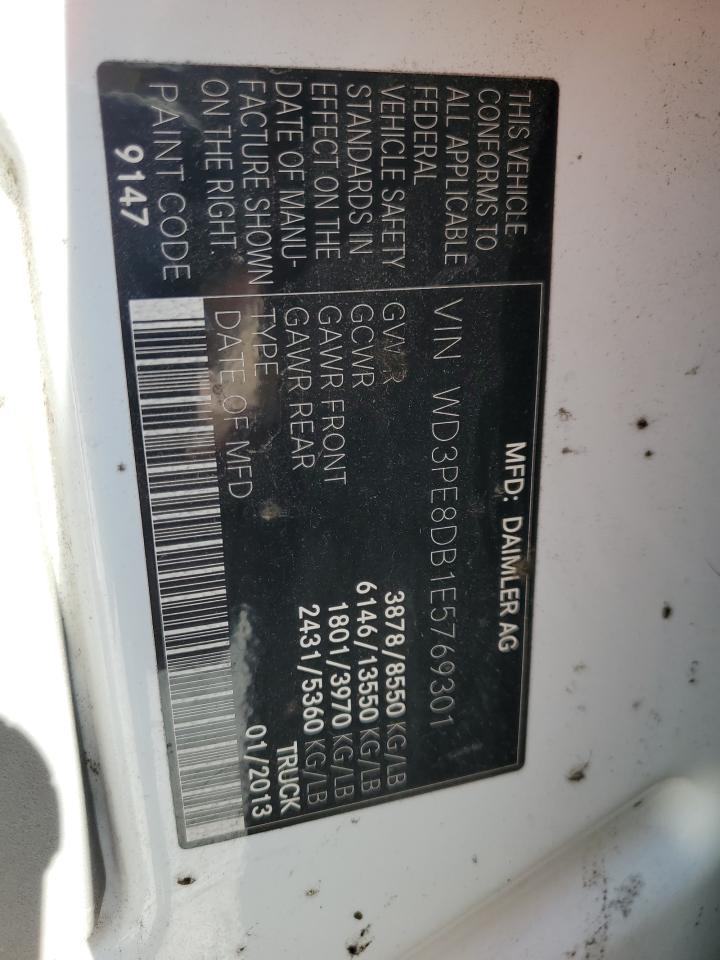 MFD: DAIMLER AG
THIS VEHICLE
CONFORMS TO
ALL APPLICABLE
FEDERAL
VEHICLE SAFETY
STANDARDS IN
EFFECT ON THE
DATE OF MANU-
FACTURE SHOWN
ON THE RIGHT.
PAINT CODE
9147
VIN WD3PE8DB1E5769301
GVWR 3878/8550 KG/LB
GCWR 6146/13550 KG/LB
GAWR FRONT 1801/3970 KG/LB
GAWR REAR 2431/5360 KG/LB
TYPE TRUCK
DATE OF MFD 01/2013